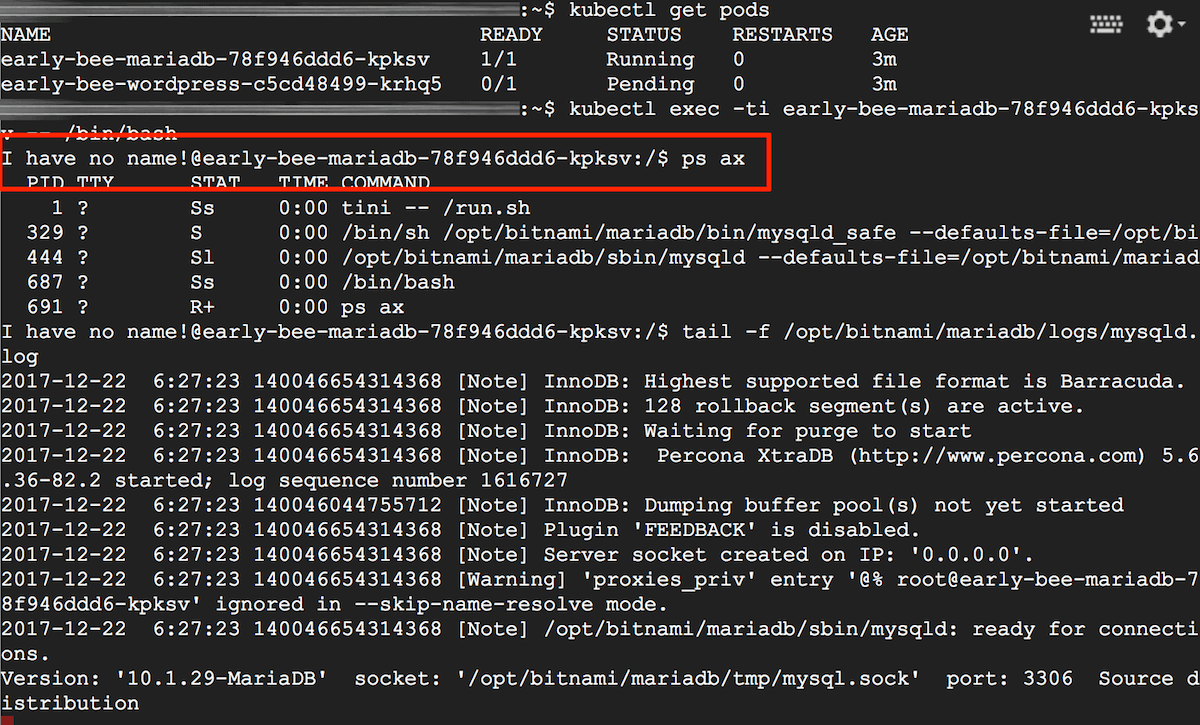 :~$ kubectl get pods
NAME READY STATUS RESTARTS AGE
early-bee-mariadb-78f946ddd6-kpksv 1/1 Running 0 3m
early-bee-wordpress-c5cd48499-krhq5 0/1 Pending 0 3m
:~$ kubectl exec -ti early-bee-mariadb-78f946ddd6-kpks
v -- /bin/bash
I have no name!@early-bee-mariadb-78f946ddd6-kpksv:/$ ps ax
PID TTY STAT TIME COMMAND
1 ? Ss 0:00 tini -- /run.sh
329 ? S 0:00 /bin/sh /opt/bitnami/mariadb/bin/mysqld_safe --defaults-file=/opt/bi
444 ? Sl 0:00 /opt/bitnami/mariadb/sbin/mysqld --defaults-file=/opt/bitnami/mariad
687 ? Ss 0:00 /bin/bash
691 ? R+ 0:00 ps ax
I have no name!@early-bee-mariadb-78f946ddd6-kpksv:/$ tail -f /opt/bitnami/mariadb/logs/mysqld.
log
2017-12-22  6:27:23 140046654314368 [Note] InnoDB: Highest supported file format is Barracuda.
2017-12-22  6:27:23 140046654314368 [Note] InnoDB: 128 rollback segment(s) are active.
2017-12-22  6:27:23 140046654314368 [Note] InnoDB: Waiting for purge to start
2017-12-22  6:27:23 140046654314368 [Note] InnoDB:  Percona XtraDB (http://www.percona.com) 5.6
.36-82.2 started; log sequence number 1616727
2017-12-22  6:27:23 140046044755712 [Note] InnoDB: Dumping buffer pool(s) not yet started
2017-12-22  6:27:23 140046654314368 [Note] Plugin 'FEEDBACK' is disabled.
2017-12-22  6:27:23 140046654314368 [Note] Server socket created on IP: '0.0.0.0'.
2017-12-22  6:27:23 140046654314368 [Warning] 'proxies_priv' entry '@% root@early-bee-mariadb-7
8f946ddd6-kpksv' ignored in --skip-name-resolve mode.
2017-12-22  6:27:23 140046654314368 [Note] /opt/bitnami/mariadb/sbin/mysqld: ready for connecti
ons.
Version: '10.1.29-MariaDB'  socket: '/opt/bitnami/mariadb/tmp/mysql.sock'  port: 3306  Source d
istribution